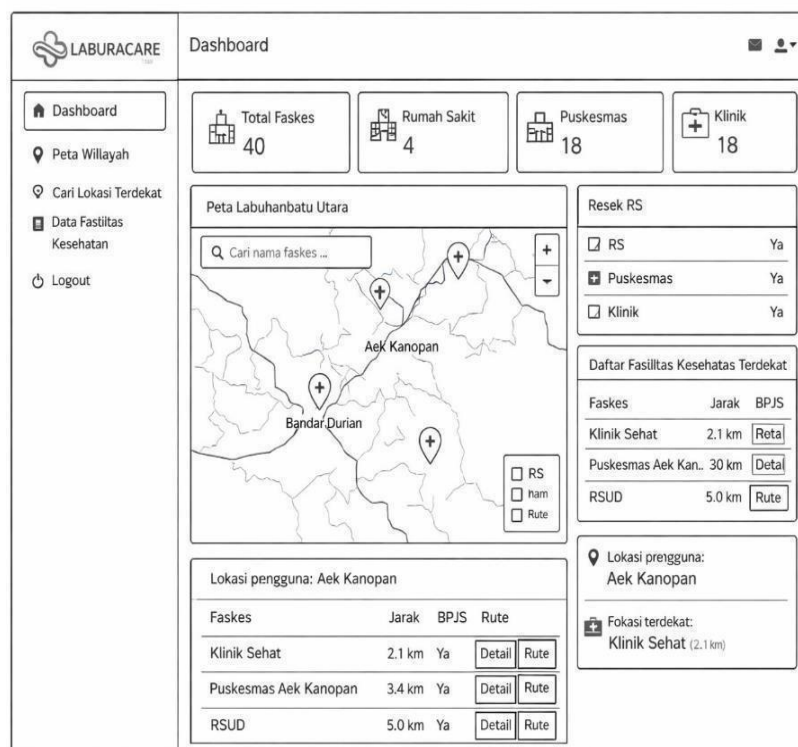 LABURACARE
Dashboard
Dashboard
Peta Willayah
Cari Lokasi Terdekat
Data Fastiitas
Kesehatan
Logout
Total Faskes
40
Rumah Sakit
4
Puskesmas
18
Klinik
18
Peta Labuhanbatu Utara
Cari nama faskes ...
+
Aek Kanopan
Bandar Durian
RS
ham
Rute
Resek RS
RS Ya
Puskesmas Ya
Klinik Ya
Daftar Fasilltas Kesehatas Terdekat
Faskes Jarak BPJS
Klinik Sehat 2.1 km Reta
Puskesmas Aek Kan.. 30 km Detal
RSUD 5.0 km Rute
Lokasi prengguna:
Aek Kanopan
Fokasi terdekat:
Klinik Sehat (2.1 km)
Lokasi pengguna: Aek Kanopan
Faskes Jarak BPJS Rute
Klinik Sehat 2.1 km Ya Detail Rute
Puskesmas Aek Kanopan 3.4 km Ya Detail Rute
RSUD 5.0 km Ya Detail Rute